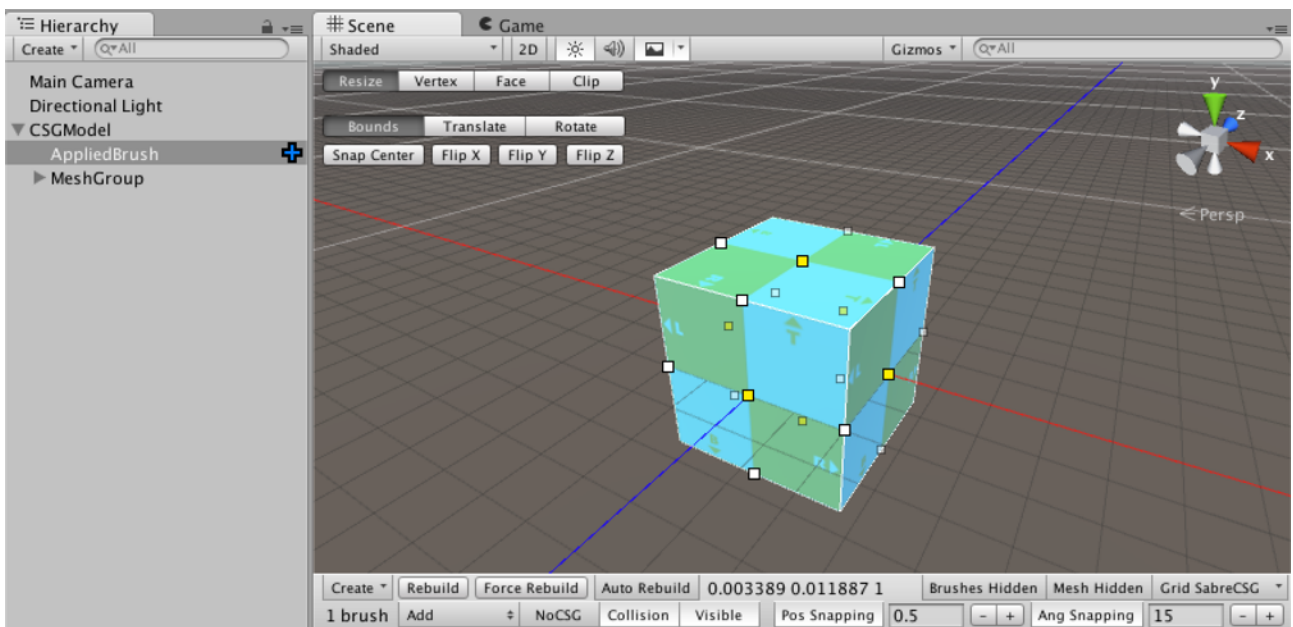 Hierarchy
Create All
Main Camera
Directional Light
CSGModel
AppliedBrush
MeshGroup
Scene Game
Shaded 2D Gizmos All
Resize Vertex Face Clip
Bounds Translate Rotate
Snap Center Flip X Flip Y Flip Z
y
z
x
Persp
Create Rebuild Force Rebuild Auto Rebuild 0.003389 0.011887 1 Brushes Hidden Mesh Hidden Grid SabreCSG
1 brush Add NoCSG Collision Visible Pos Snapping 0.5 - + Ang Snapping 15 - +